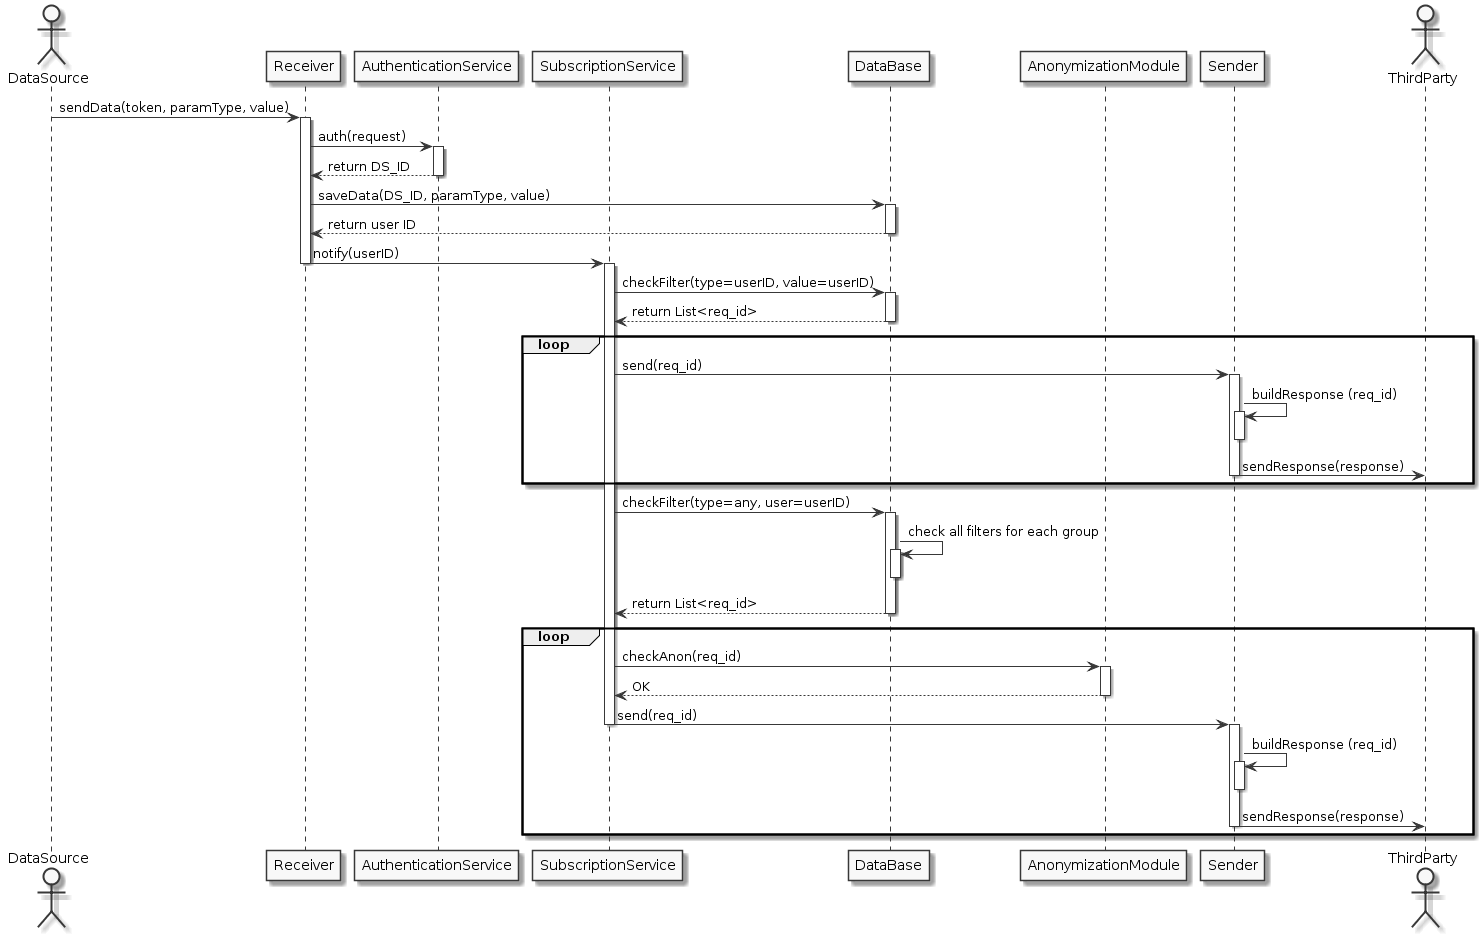 DataSource
Receiver
AuthenticationService
SubscriptionService
DataBase
AnonymizationModule
Sender
ThirdParty
sendData(token, paramType, value)
auth(request)
return DS_ID
saveData(DS_ID, paramType, value)
return user ID
notify(userID)
checkFilter(type=userID, value=userID)
return List<req_id>
loop
send(req_id)
buildResponse (req_id)
sendResponse(response)
checkFilter(type=any, user=userID)
check all filters for each group
return List<req_id>
loop
checkAnon(req_id)
OK
send(req_id)
buildResponse (req_id)
sendResponse(response)
DataSource
Receiver
AuthenticationService
SubscriptionService
DataBase
AnonymizationModule
Sender
ThirdParty